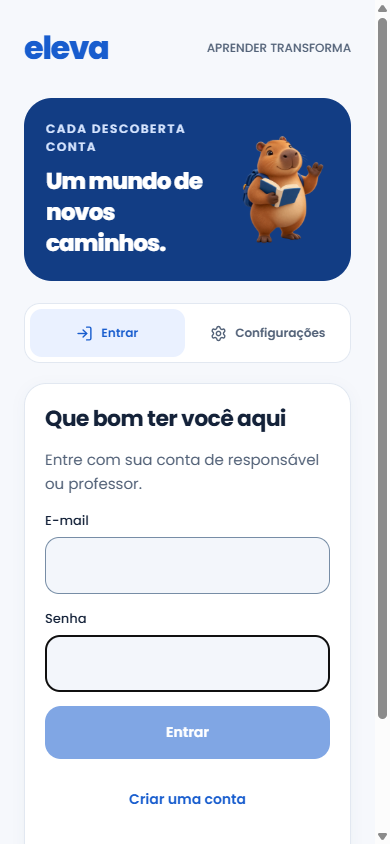 eleva
APRENDER TRANSFORMA
CADA DESCOBERTA
CONTA
Um mundo de
novos
caminhos.
Entrar
Configurações
Que bom ter você aqui
Entre com sua conta de responsável
ou professor.
E-mail
Senha
Entrar
Criar uma conta